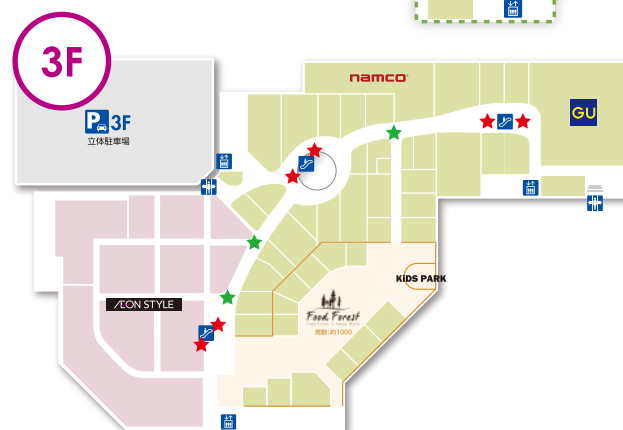 3F
namco
GU
P 3F
立体駐車場
KIDS PARK
ÆON STYLE
Food Forest
席数:約1000